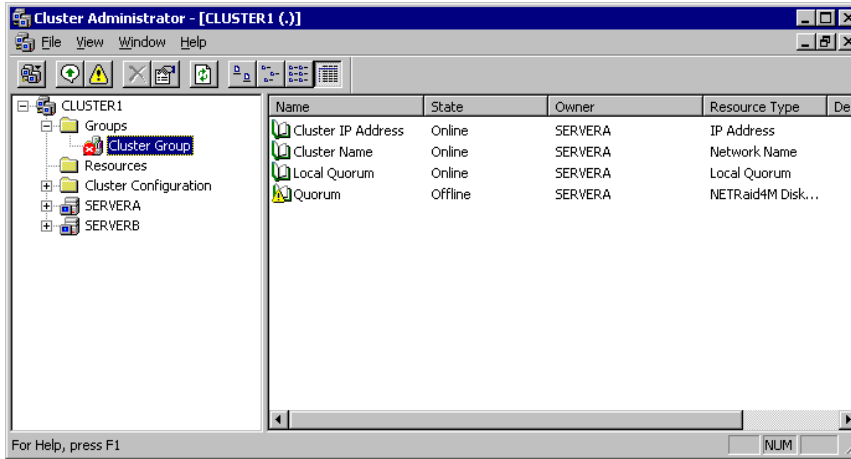 Cluster Administrator - [CLUSTER1 (.)]
File View Window Help
CLUSTER1
Groups
Cluster Group
Resources
Cluster Configuration
SERVERA
SERVERB
Name State Owner Resource Type De
Cluster IP Address Online SERVERA IP Address
Cluster Name Online SERVERA Network Name
Local Quorum Online SERVERA Local Quorum
Quorum Offline SERVERA NETRaid4M Disk...
For Help, press F1 NUM